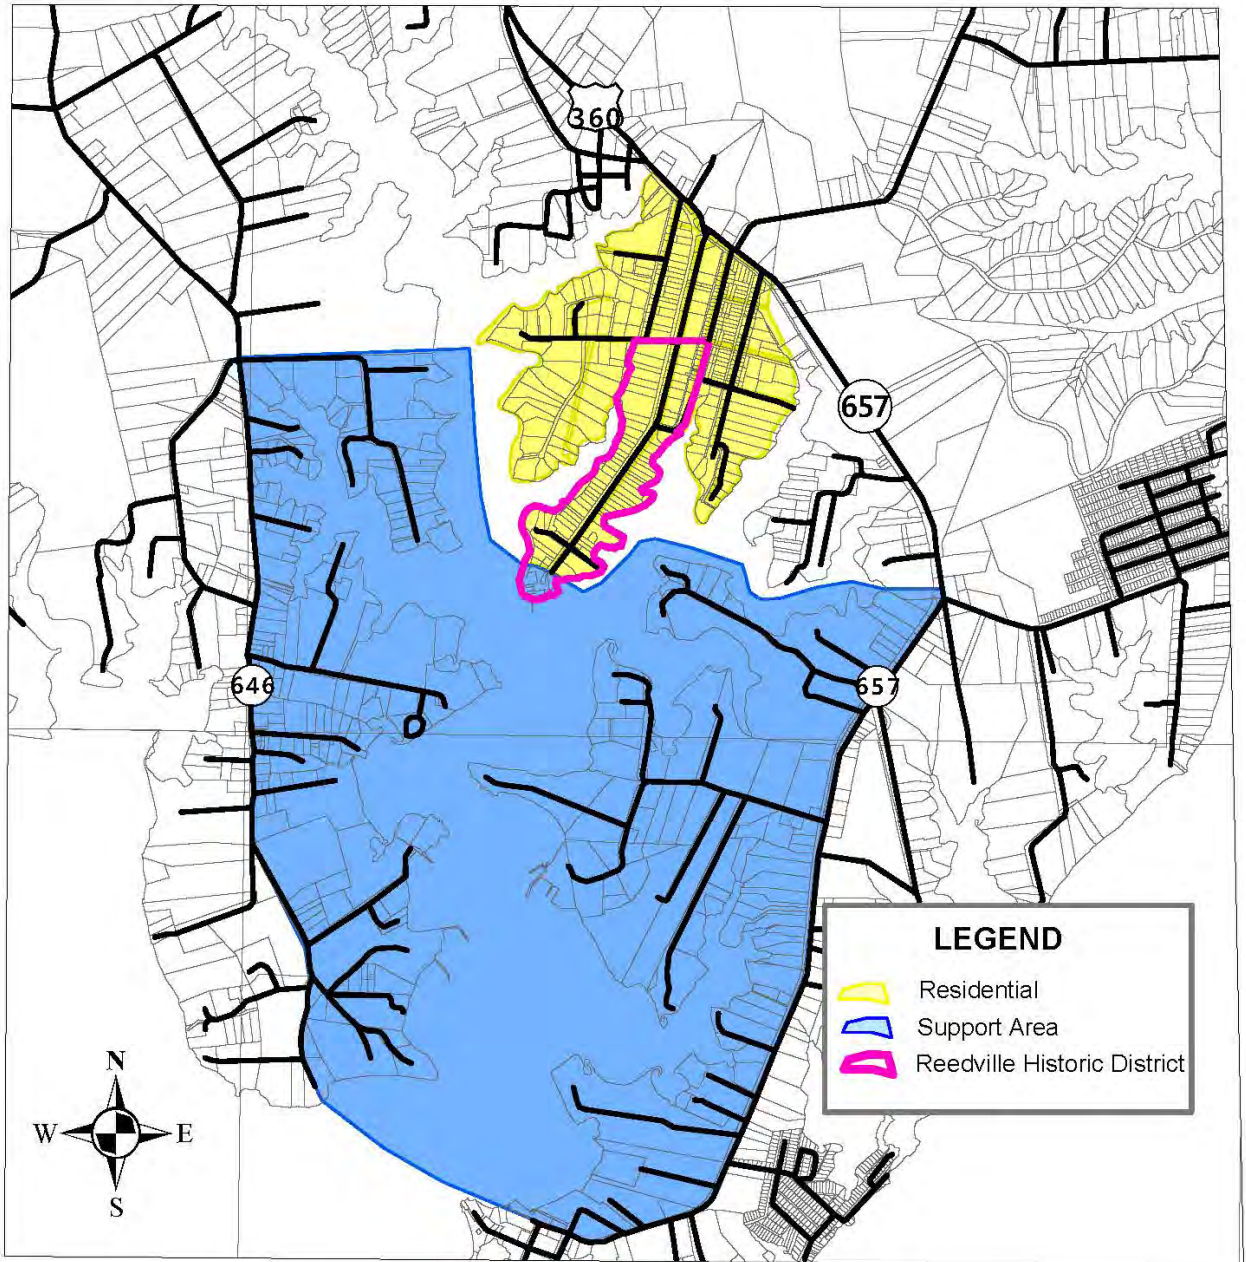 360
657
646
657
LEGEND
Residential
Support Area
Reedville Historic District
N
W E
S